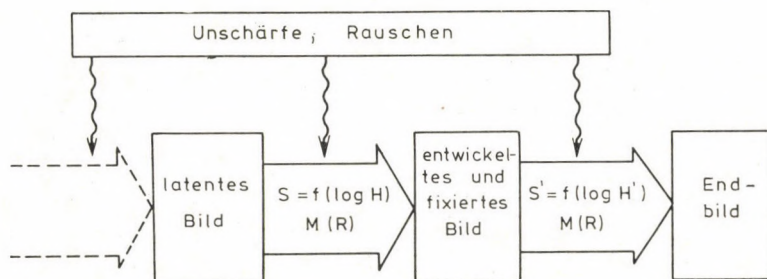 Unschärfe, Rauschen
latentes
Bild
S = f (log H)
M (R)
entwickel-
tes und
fixiertes
Bild
S' = f (log H')
M (R)
End-
bild